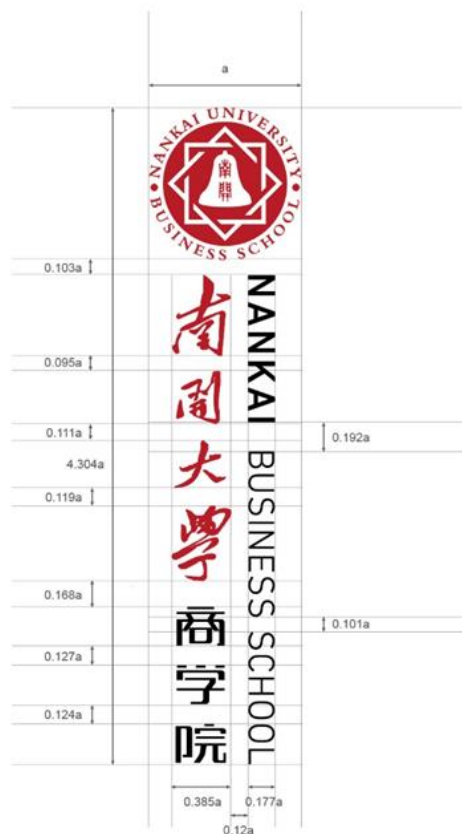 a
NANKAI UNIVERSITY
BUSINESS SCHOOL
南開
0.103a
0.095a
0.111a
4.304a
0.119a
0.168a
0.127a
0.124a
南開大學
商学院
NANKAI BUSINESS SCHOOL
0.192a
0.101a
0.385a
0.177a
0.12a